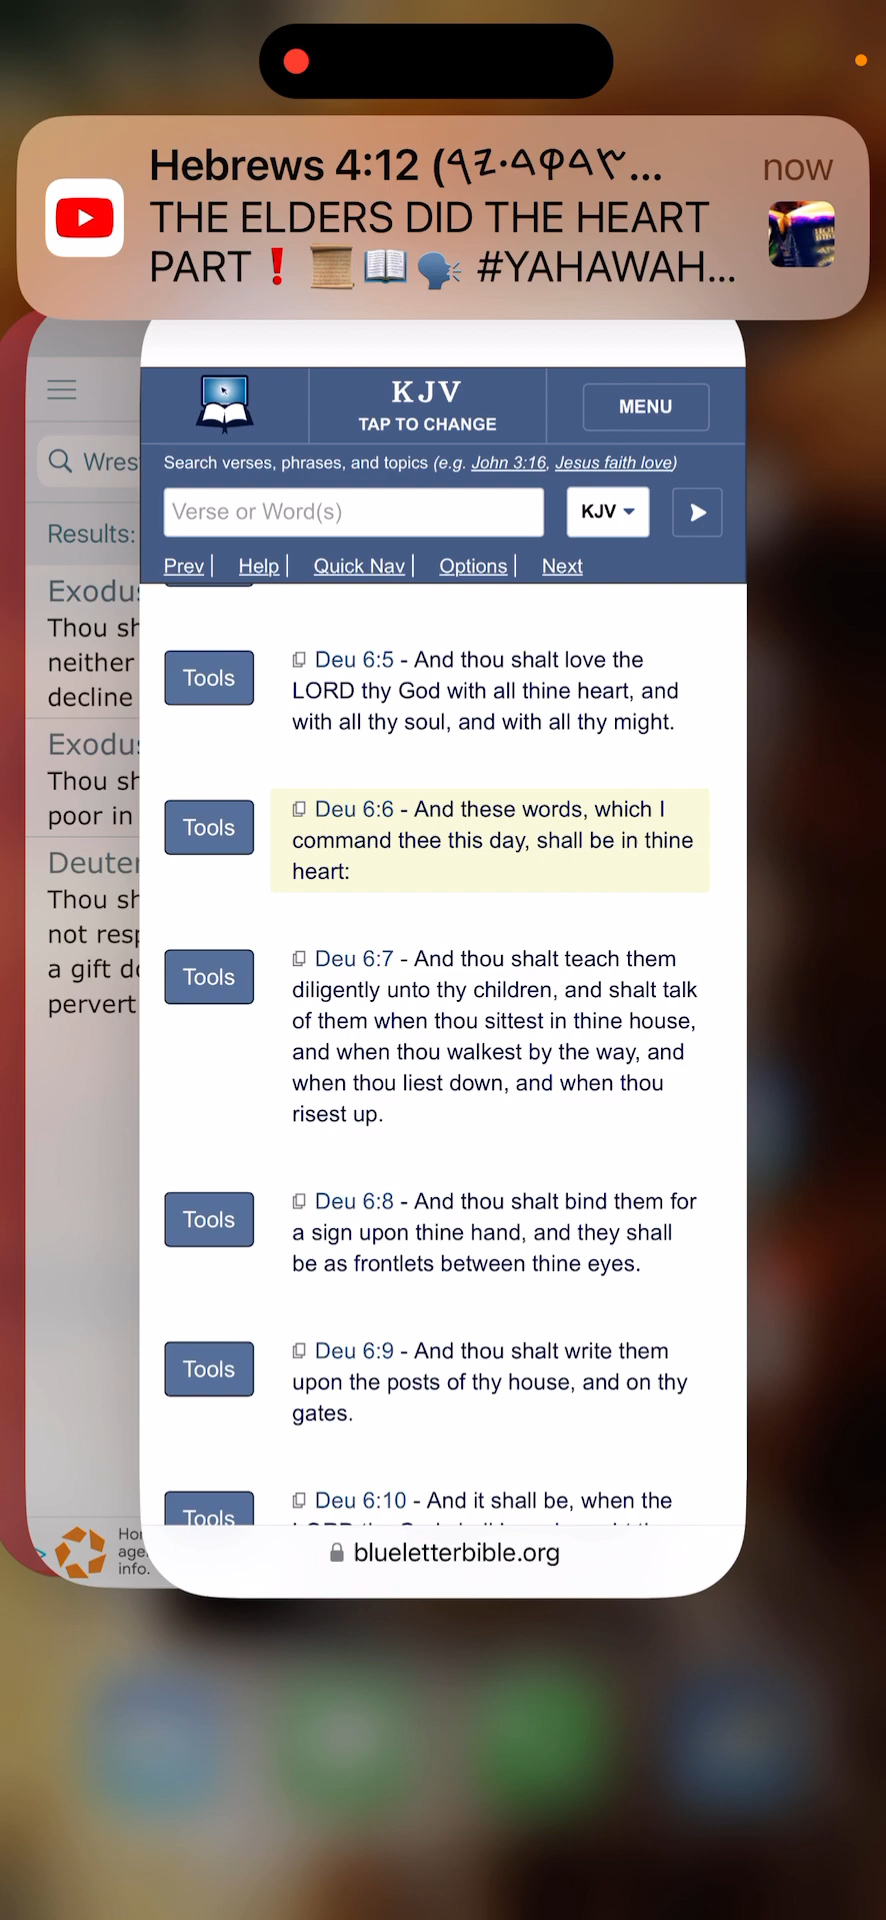 Hebrews 4:12 (𐤒𐤆·𐤃𐤐𐤃𐤓...
now
THE ELDERS DID THE HEART
PART ❗ 📜 📖 🗣️ #YAHAWAH...
KJV
TAP TO CHANGE
MENU
Search verses, phrases, and topics (e.g. John 3:16, Jesus faith love)
Verse or Word(s)
KJV
Prev |
Help |
Quick Nav |
Options |
Next
Wres
Results:
Exodu
Thou sh
neither
decline
Exodu
Thou sh
poor in
Deuter
Thou sh
not resp
a gift do
pervert
Tools
Deu 6:5 - And thou shalt love the
LORD thy God with all thine heart, and
with all thy soul, and with all thy might.
Tools
Deu 6:6 - And these words, which I
command thee this day, shall be in thine
heart:
Tools
Deu 6:7 - And thou shalt teach them
diligently unto thy children, and shalt talk
of them when thou sittest in thine house,
and when thou walkest by the way, and
when thou liest down, and when thou
risest up.
Tools
Deu 6:8 - And thou shalt bind them for
a sign upon thine hand, and they shall
be as frontlets between thine eyes.
Tools
Deu 6:9 - And thou shalt write them
upon the posts of thy house, and on thy
gates.
Tools
Deu 6:10 - And it shall be, when the
Hor
age
info.
blueletterbible.org